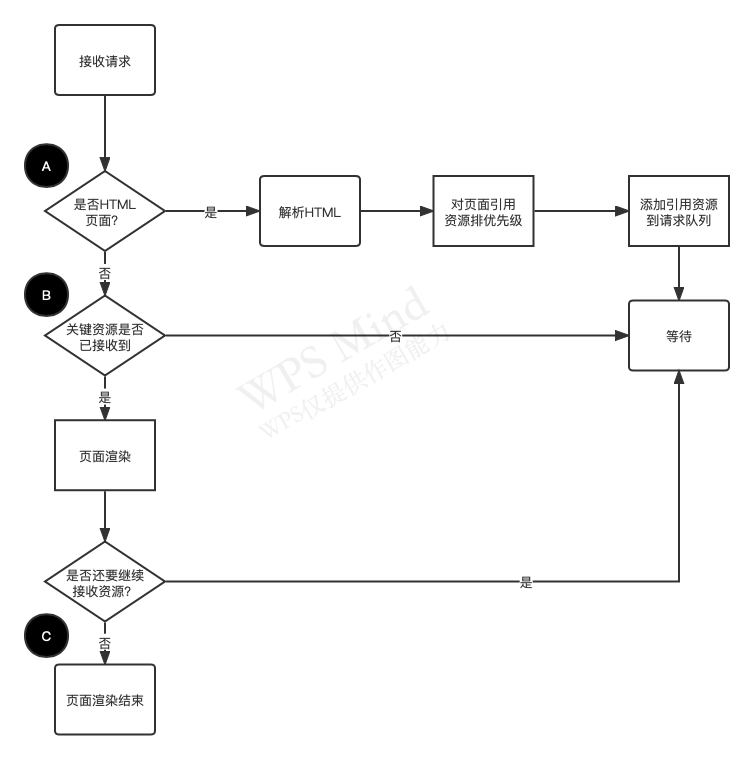 接收请求
A
是否HTML
页面?
是
解析HTML
对页面引用
资源排优先级
添加引用资源
到请求队列
否
B
关键资源是否
已接收到
否
等待
是
页面渲染
是否还要继续
接收资源?
是
C
否
页面渲染结束
WPS Mind
WPS仅提供作图能力